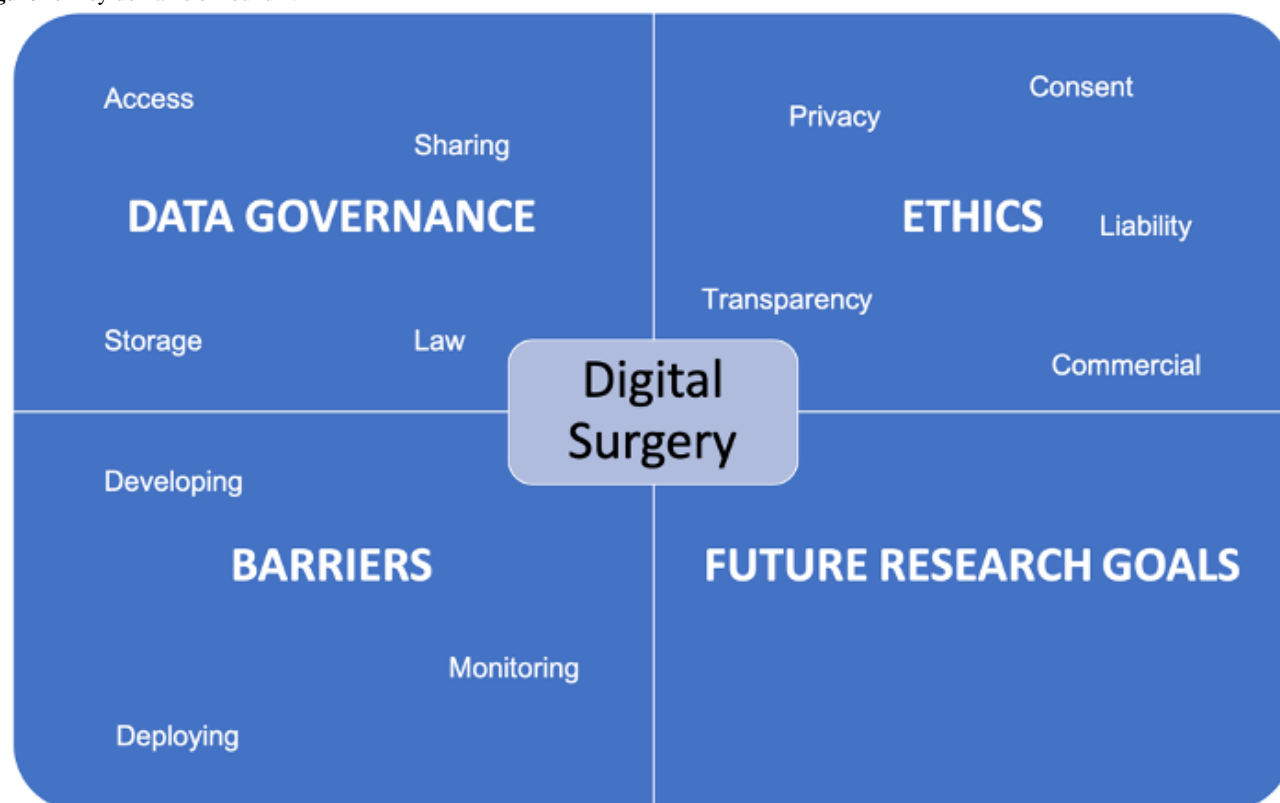 Access
Sharing
DATA GOVERNANCE
Storage
Law
Privacy
Consent
ETHICS
Liability
Transparency
Commercial
Digital
Surgery
Developing
BARRIERS
Monitoring
Deploying
FUTURE RESEARCH GOALS